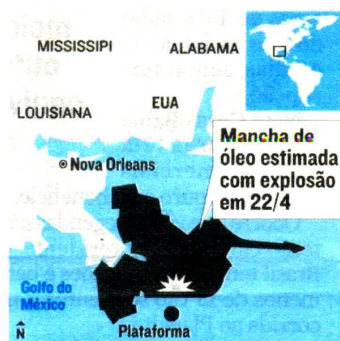 MISSISSIPI
ALABAMA
LOUISIANA
EUA
Nova Orleans
Mancha de
óleo estimada
com explosão
em 22/4
Golfo do
México
N
Plataforma